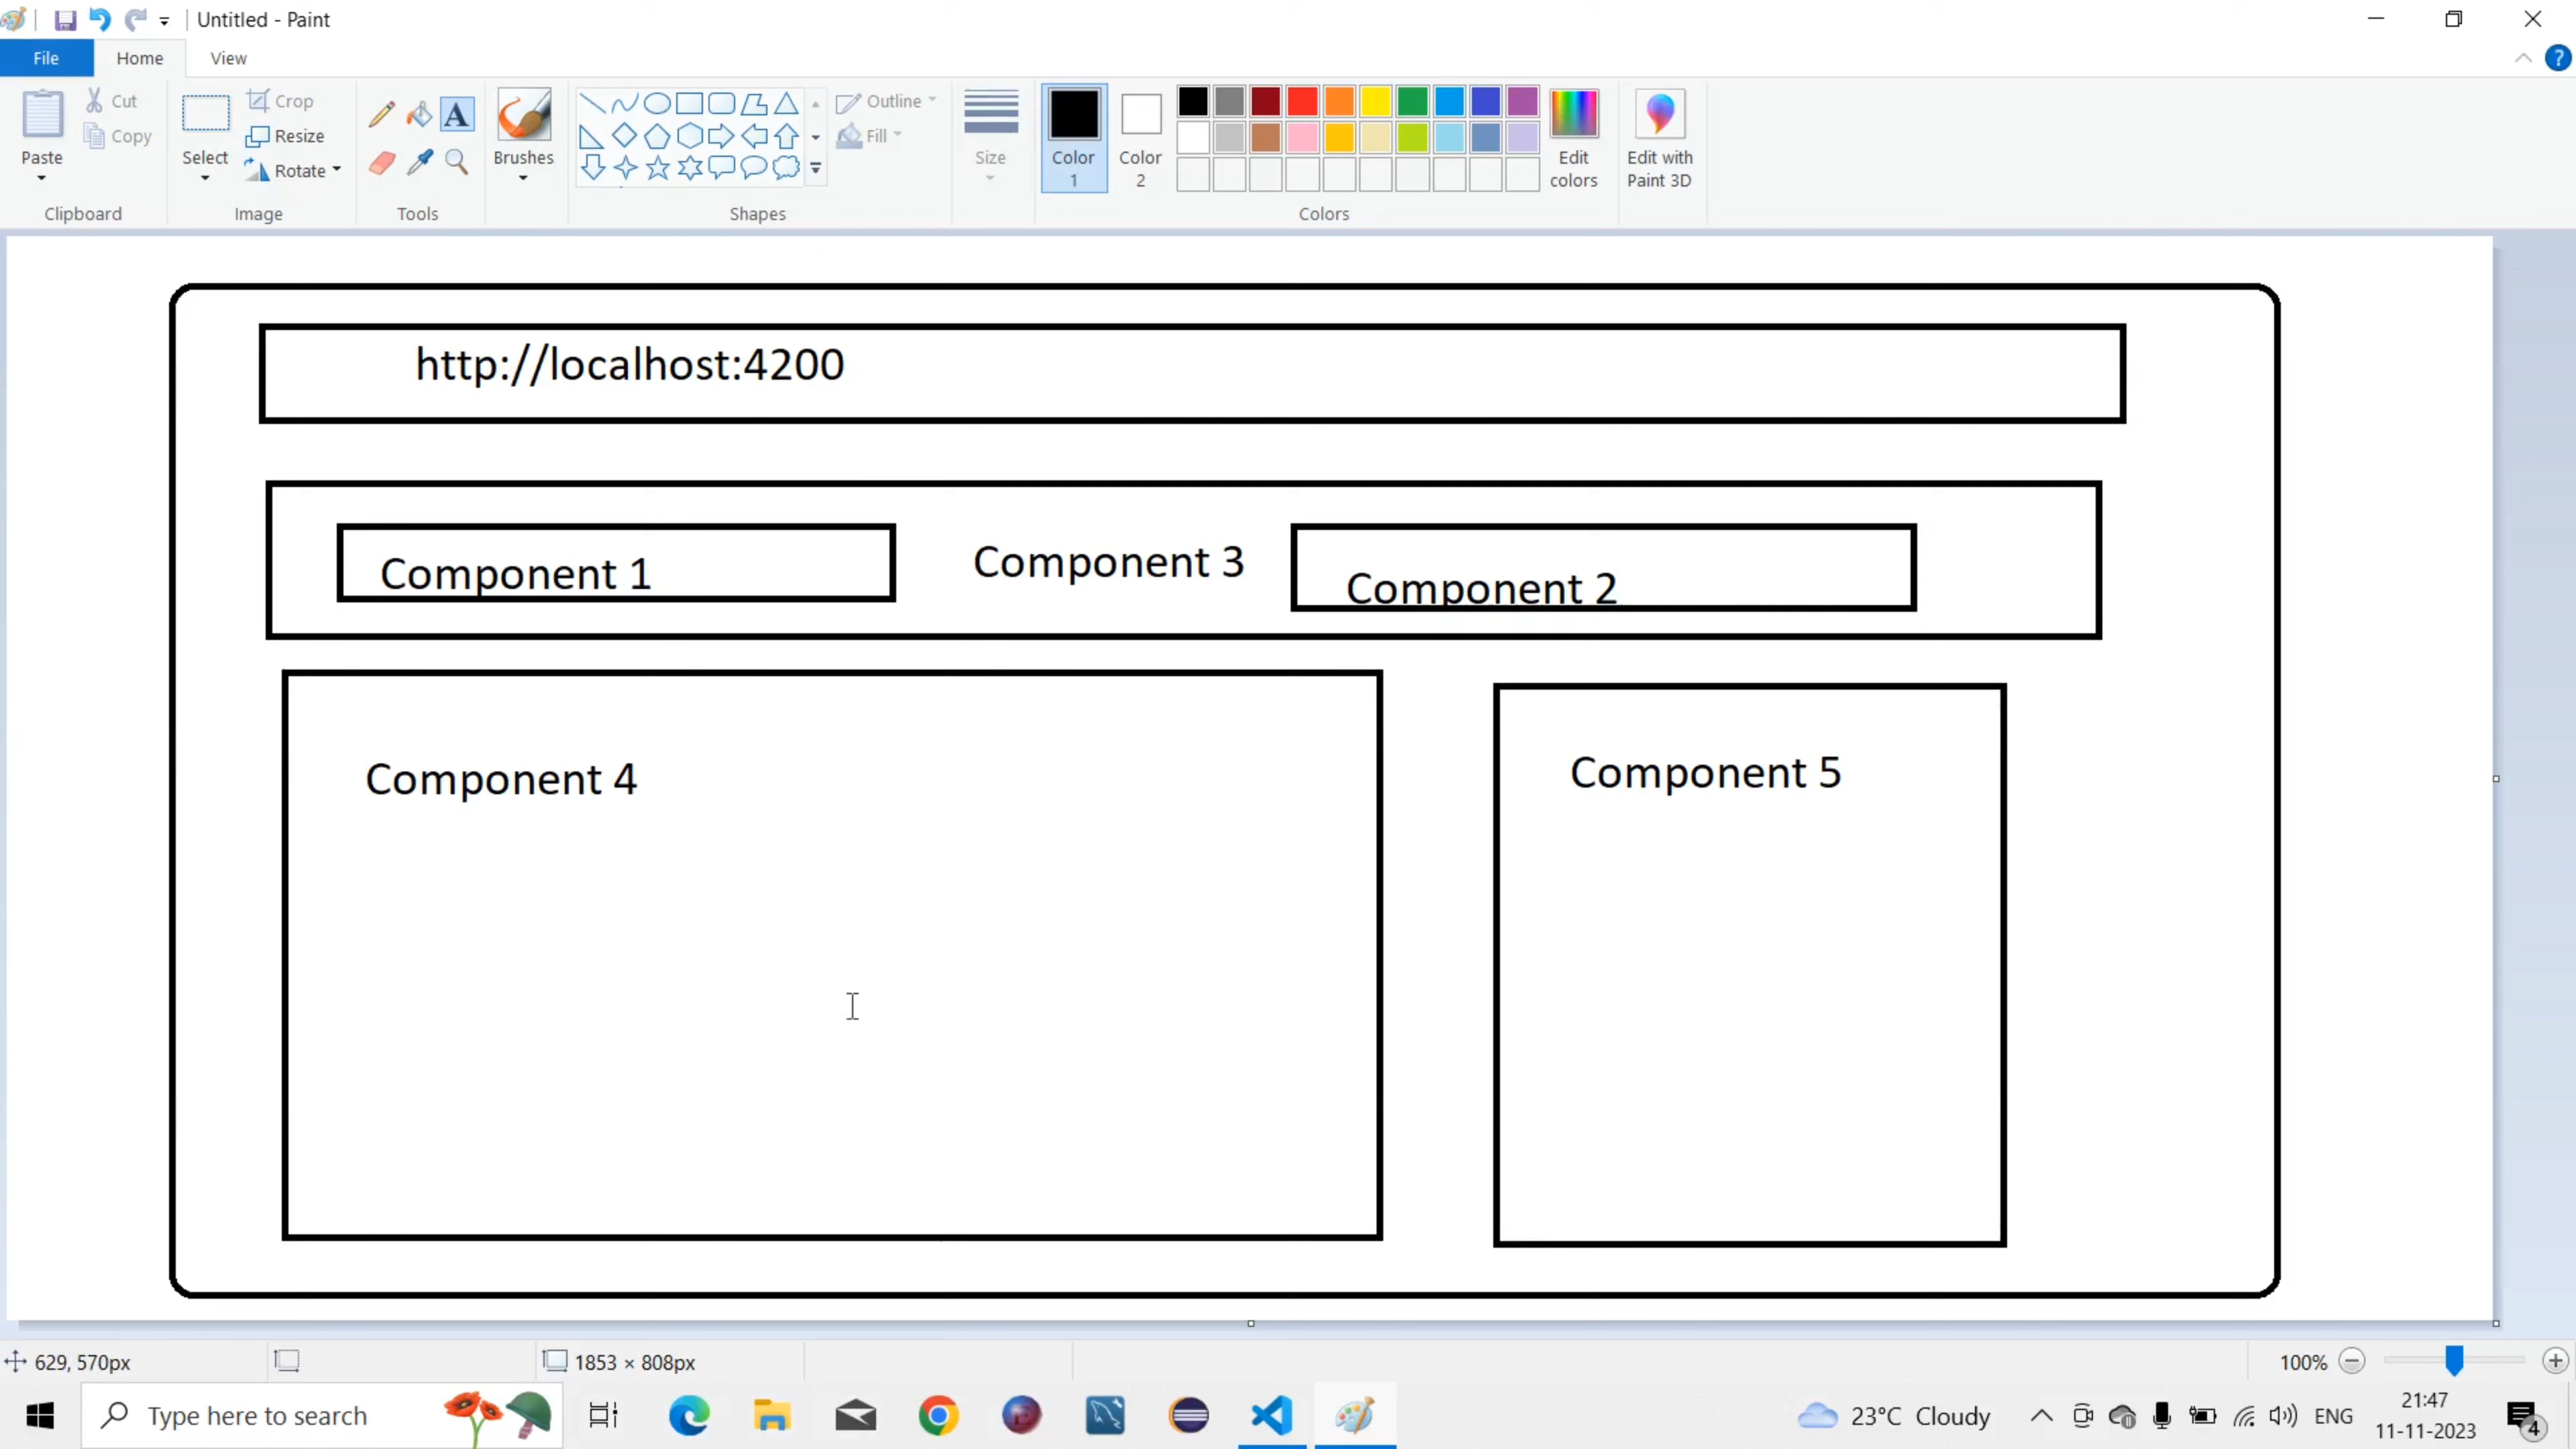 Untitled - Paint
File Home View
Paste
Cut
Copy
Clipboard
Select
Crop
Resize
Rotate
Image
A
Tools
Brushes
Shapes
Outline
Fill
Size
Color 1
Color 2
Edit colors
Colors
Edit with Paint 3D
?
http://localhost:4200
Component 1
Component 3
Component 2
Component 4
Component 5
629, 570px
1853 × 808px
100%
Type here to search
23°C Cloudy
ENG
21:47
11-11-2023
4